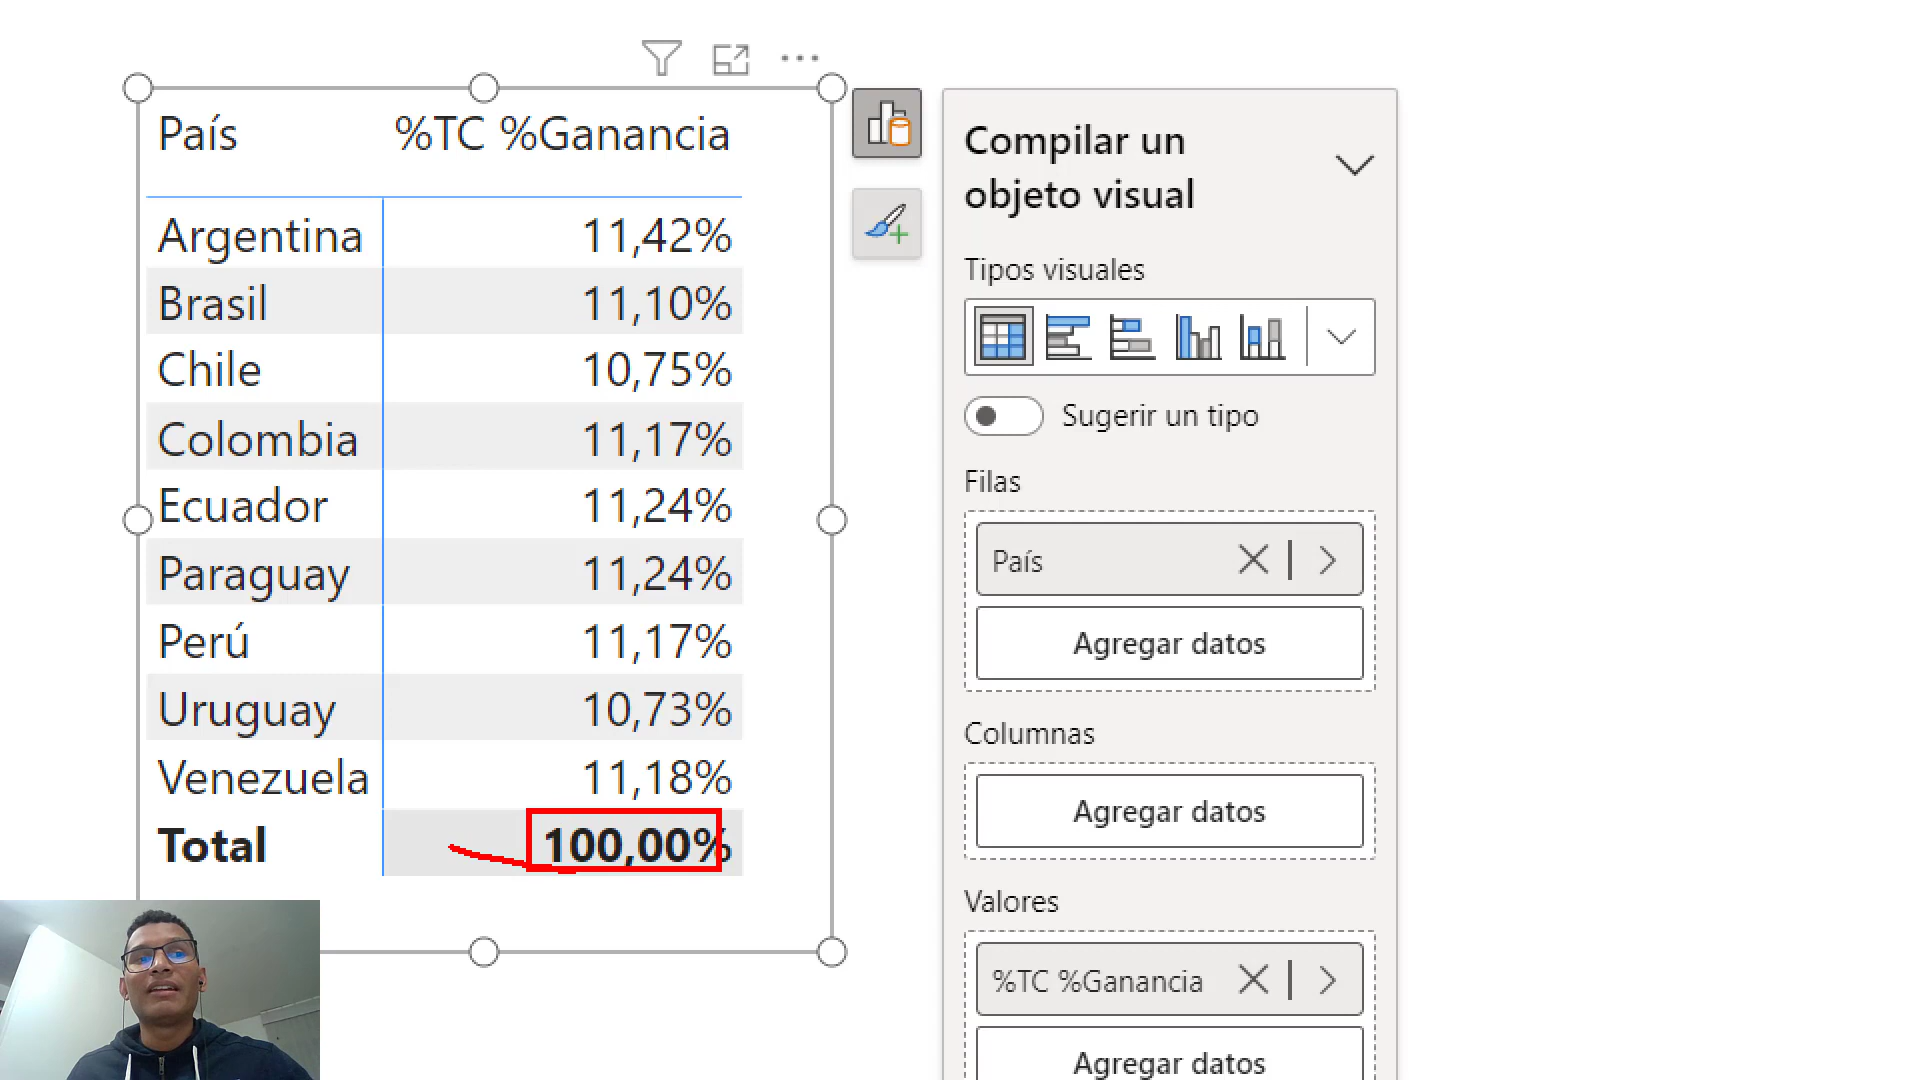 País %TC %Ganancia
Argentina 11,42%
Brasil 11,10%
Chile 10,75%
Colombia 11,17%
Ecuador 11,24%
Paraguay 11,24%
Perú 11,17%
Uruguay 10,73%
Venezuela 11,18%
Total 100,00%
Compilar un
objeto visual
Tipos visuales
Sugerir un tipo
Filas
País
Agregar datos
Columnas
Agregar datos
Valores
%TC %Ganancia
Agregar datos